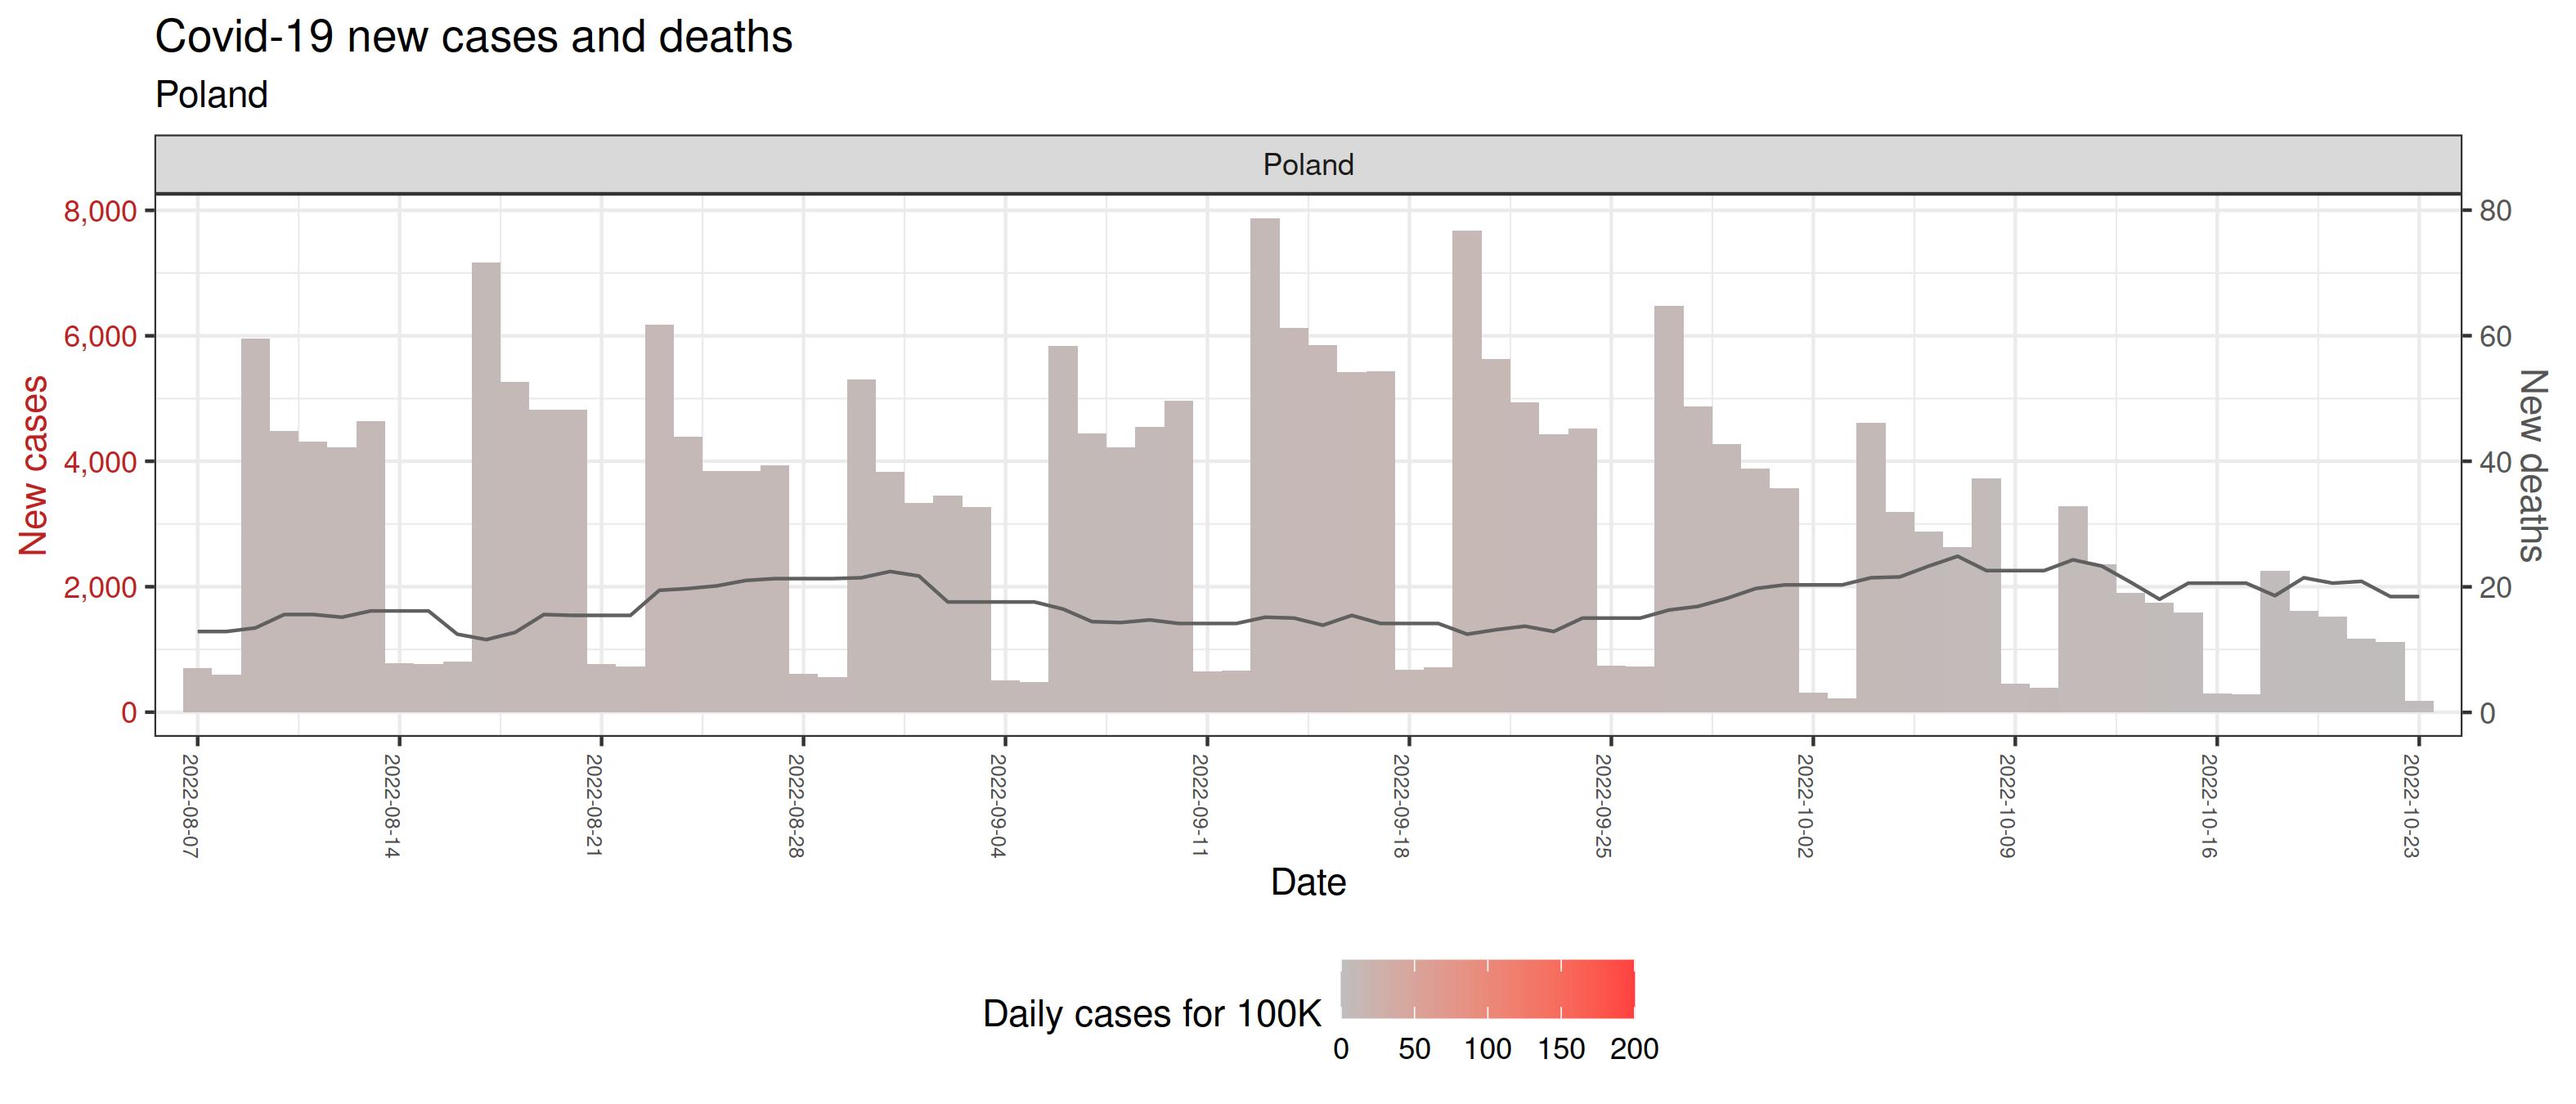 Covid-19 new cases and deaths
Poland
Poland
8,000
6,000
4,000
2,000
0
New cases
80
60
40
20
0
New deaths
2022-08-07
2022-08-14
2022-08-21
2022-08-28
2022-09-04
2022-09-11
2022-09-18
2022-09-25
2022-10-02
2022-10-09
2022-10-16
2022-10-23
Date
Daily cases for 100K
0 50 100 150 200